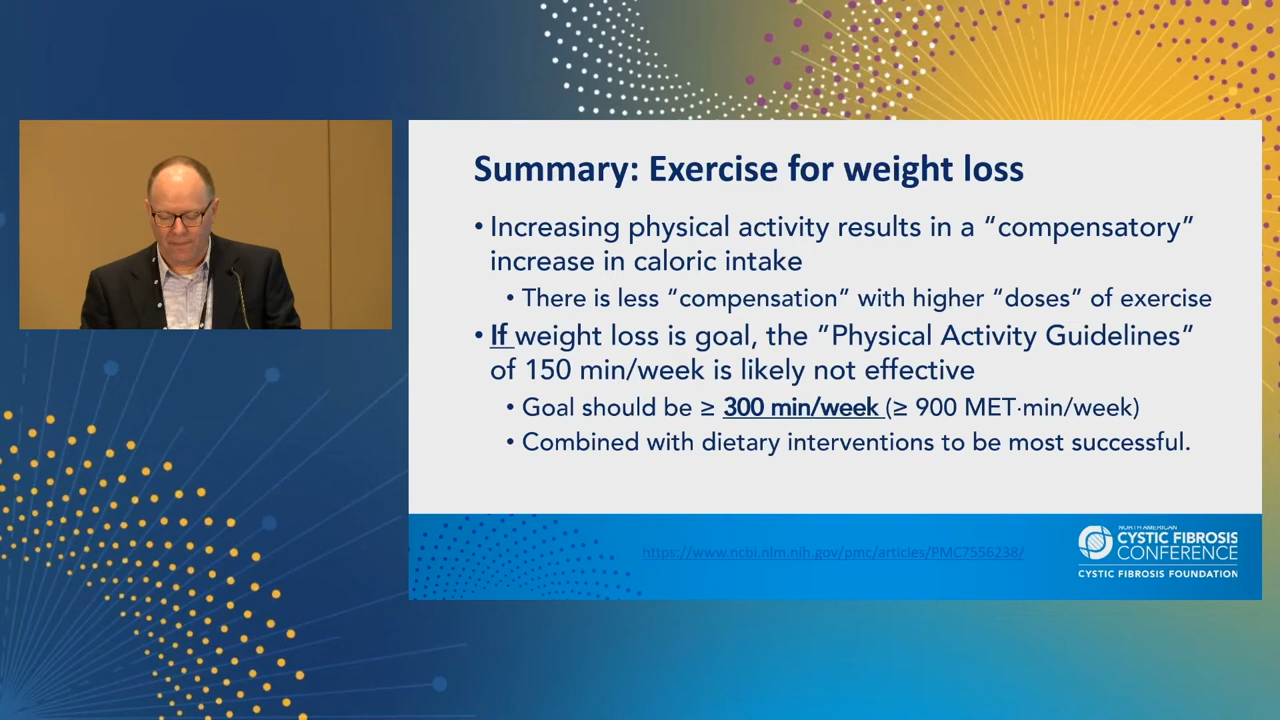 Summary: Exercise for weight loss
• Increasing physical activity results in a “compensatory”
increase in caloric intake
• There is less “compensation” with higher “doses” of exercise
• If weight loss is goal, the “Physical Activity Guidelines”
of 150 min/week is likely not effective
• Goal should be ≥ 300 min/week (≥ 900 MET·min/week)
• Combined with dietary interventions to be most successful.
https://www.ncbi.nlm.nih.gov/pmc/articles/PMC7556238/
NORTH AMERICAN
CYSTIC FIBROSIS
CONFERENCE
CYSTIC FIBROSIS FOUNDATION